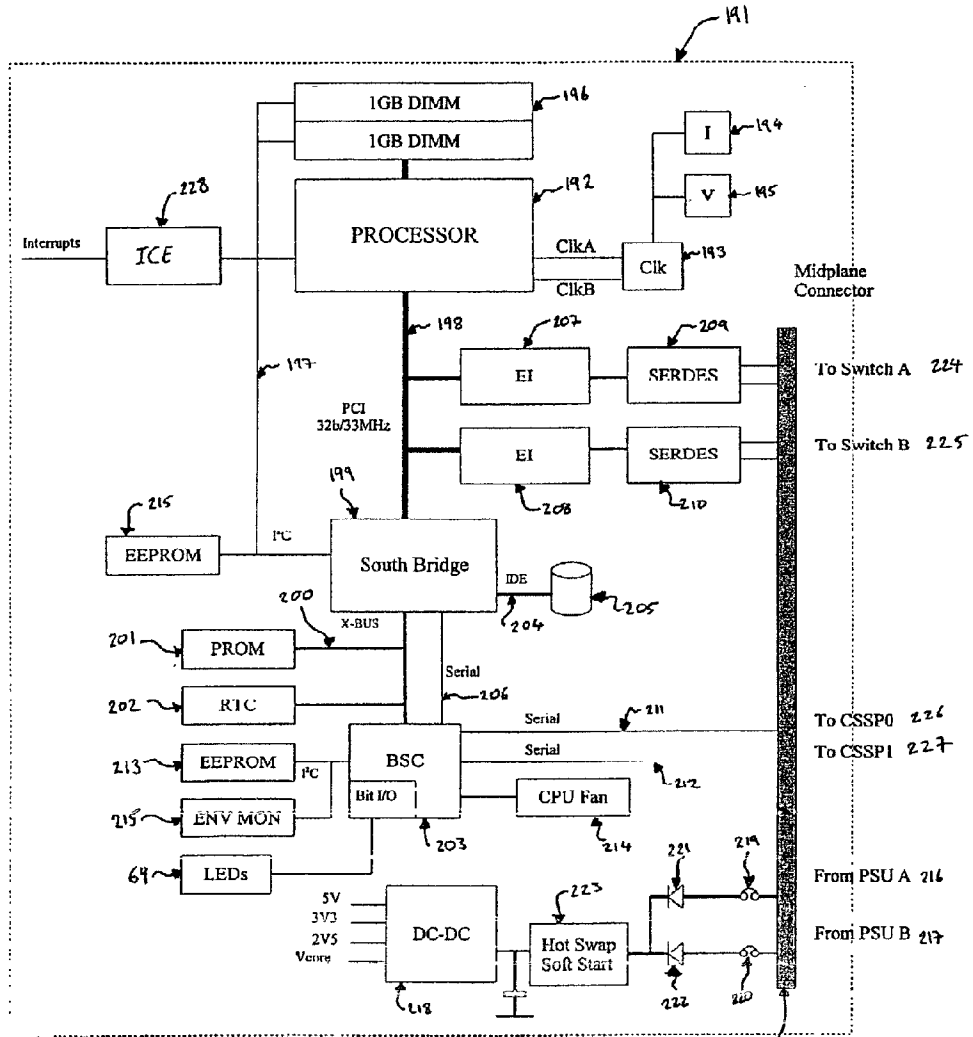 191
1GB DIMM
196
1GB DIMM
I
194
228
192
V
195
Interrupts
ICE
PROCESSOR
ClkA
Clk
193
ClkB
Midplane
Connector
198
207
209
197
EI
SERDES
To Switch A 224
PCI
32b/33MHz
EI
SERDES
To Switch B 225
199
208
210
215
EEPROM
I²C
South Bridge
IDE
204
205
200
X-BUS
201
PROM
Serial
206
202
RTC
Serial
211
To CSSP0 226
213
EEPROM
BSC
Serial
To CSSP1 227
I²C
212
Bit I/O
CPU Fan
215
ENV MON
203
214
64
LEDs
221
219
From PSU A 216
5V
223
3V3
DC-DC
Hot Swap
Soft Start
From PSU B 217
2V5
Vcore
218
222
220